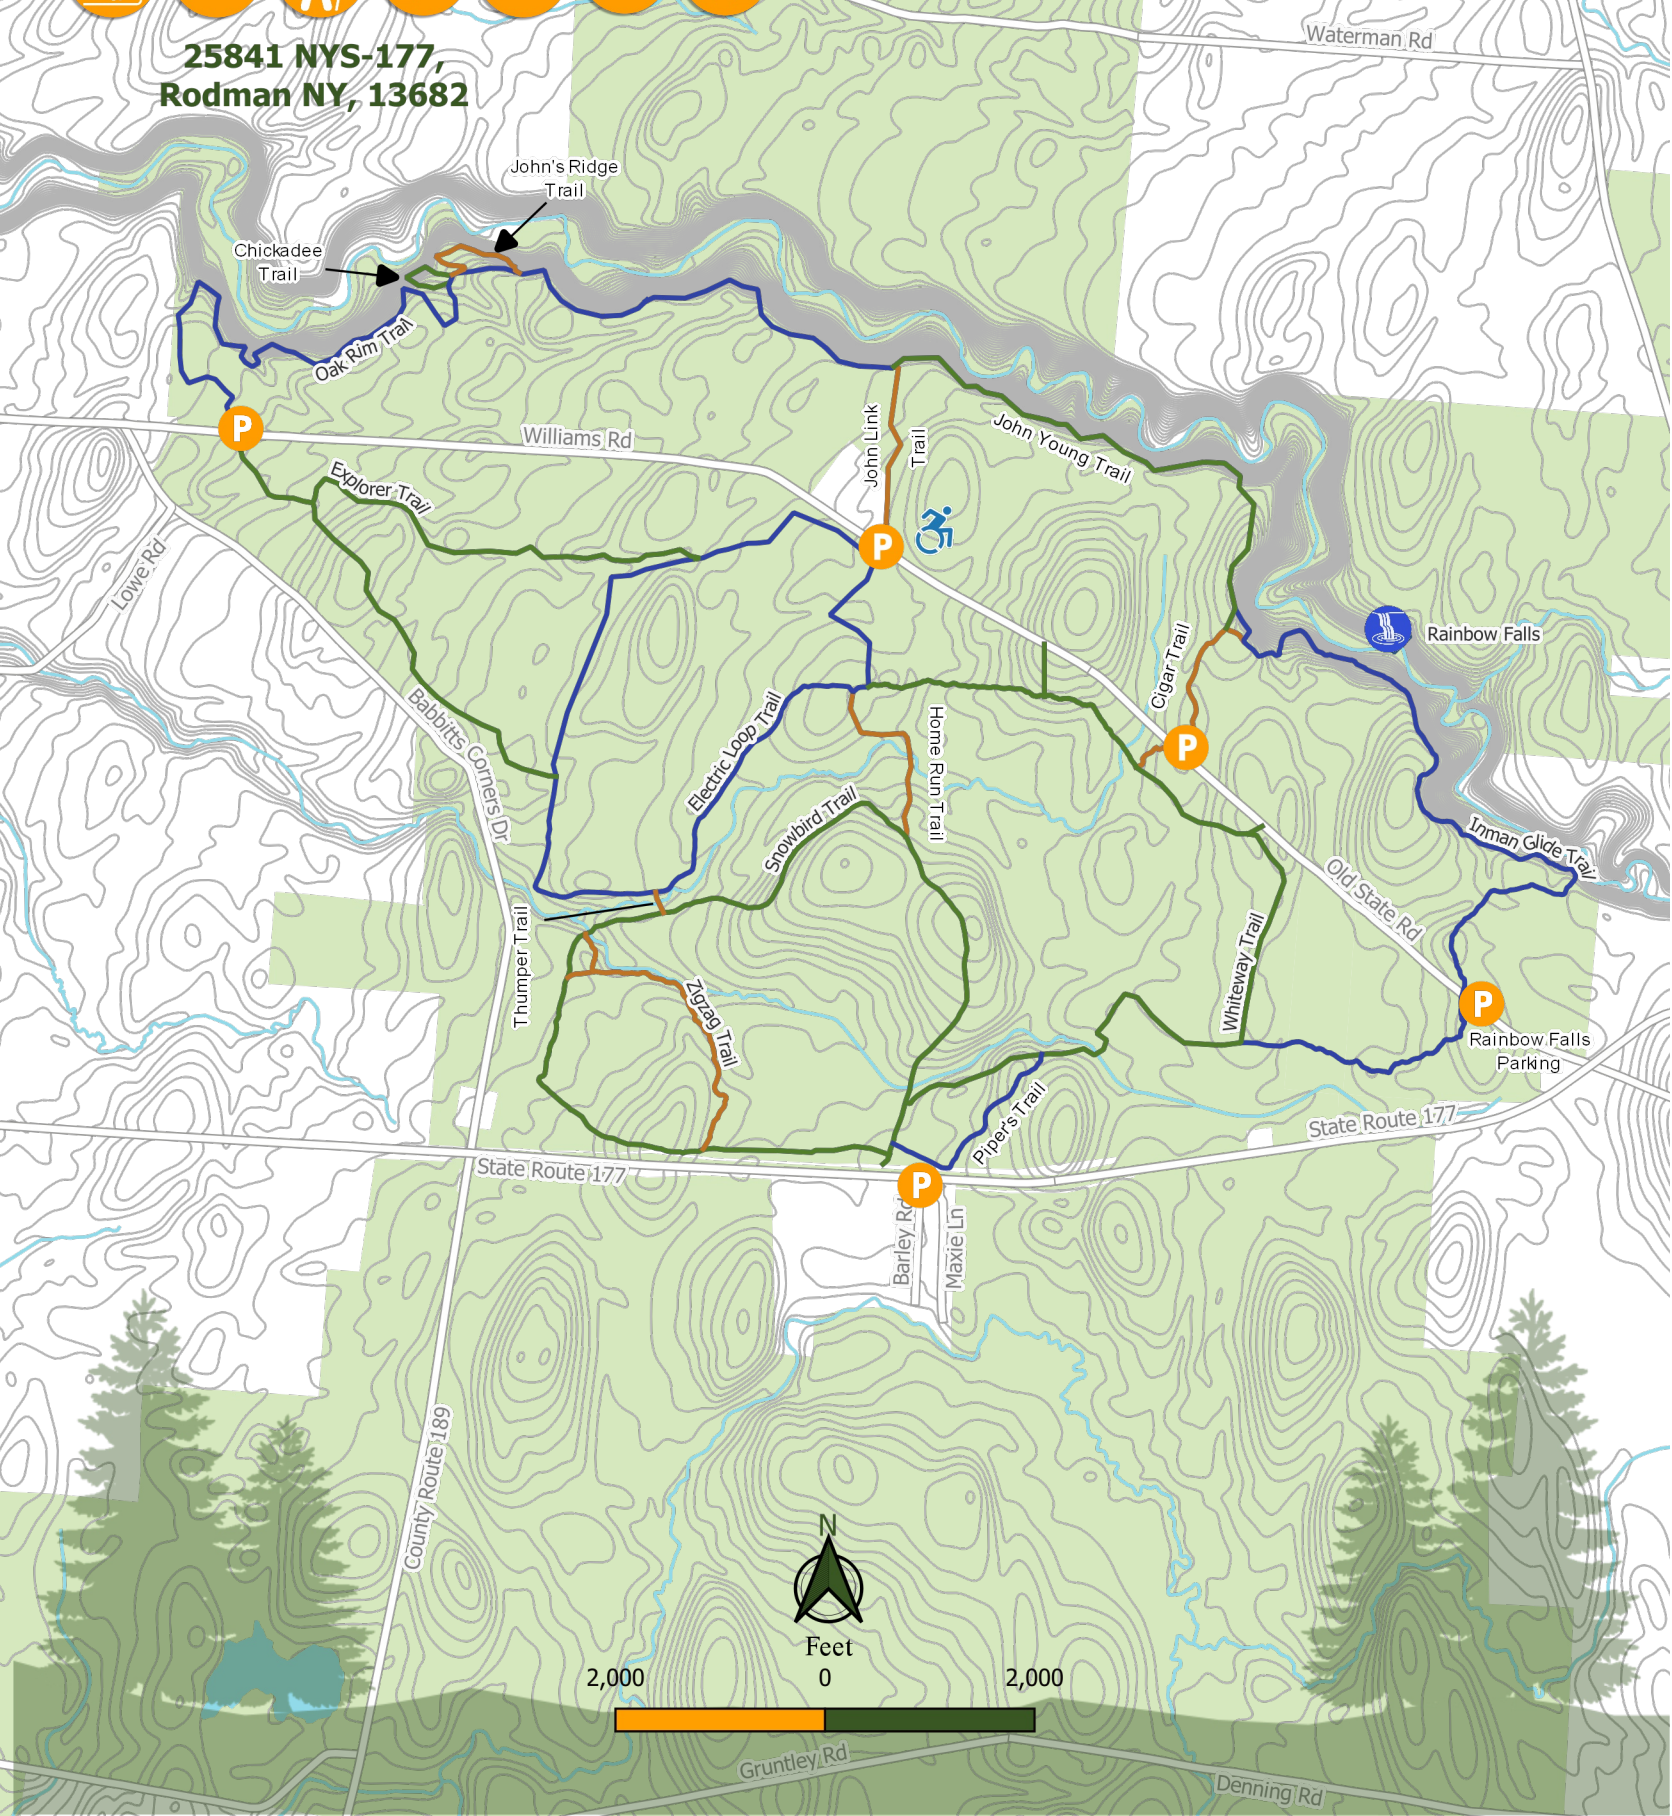 25841 NYS-177,
Rodman NY, 13682
Waterman Rd
John's Ridge
Trail
Chickadee
Trail
Oak Rim Trail
P
Williams Rd
John Link
Trail
John Young Trail
Explorer Trail
P
Lowe Rd
Cigar Trail
Rainbow Falls
Babbitts Corners Dr
Electric Loop Trail
Home Run Trail
P
Snowbird Trail
Inman Glide Trail
Old State Rd
Thumper Trail
Whiteway Trail
Zigzag Trail
P
Rainbow Falls
Parking
Piper's Trail
State Route 177
State Route 177
P
Barley Rd
Maxie Ln
County Route 189
N
Feet
2,000
0
2,000
Gruntley Rd
Denning Rd